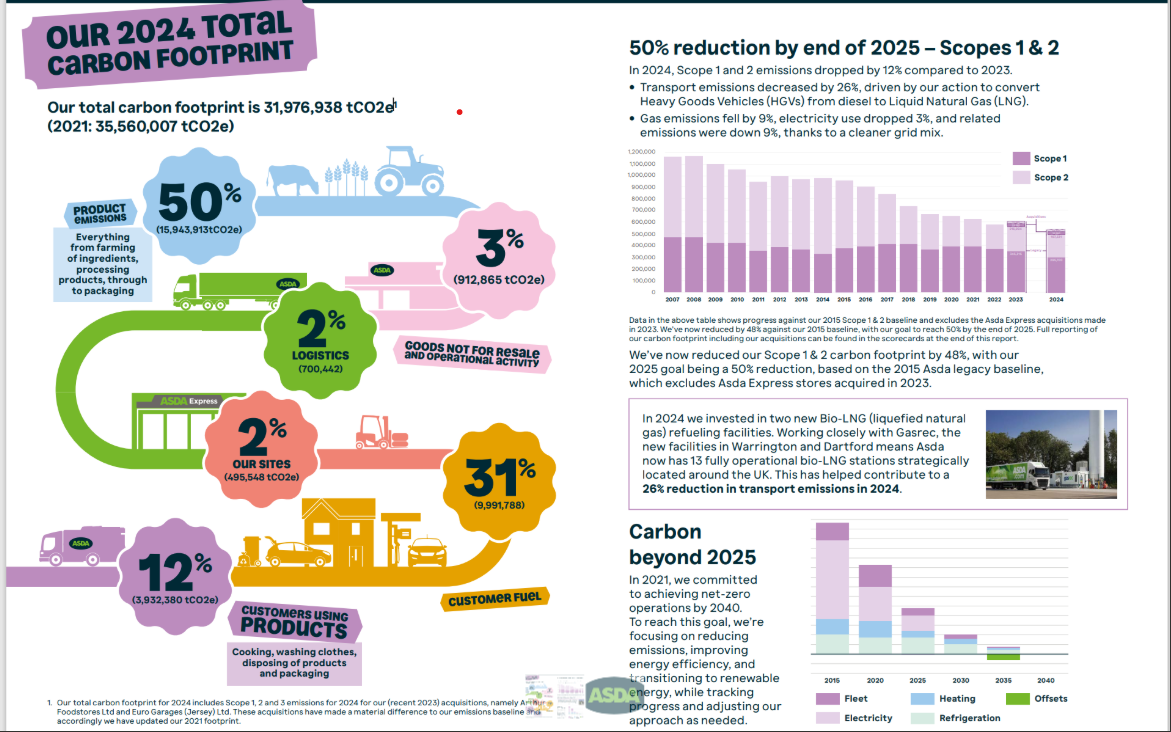 OUR 2024 TOTAL
CARBON FOOTPRINT
Our total carbon footprint is 31,976,938 tCO2e¹
(2021: 35,560,007 tCO2e)
50%
(15,943,913tCO2e)
PRODUCT
EMISSIONS
Everything
from farming
of ingredients,
processing
products, through
to packaging
3%
(912,865 tCO2e)
ASDA
ASDA
2%
LOGISTICS
(700,442)
GOODS NOT FOR RESALE
AND OPERATIONAL ACTIVITY
ASDA Express
2%
OUR SITES
(495,548 tCO2e)
31%
(9,991,788)
ASDA
12%
(3,932,380 tCO2e)
CUSTOMER FUEL
CUSTOMERS USING
PRODUCTS
Cooking, washing clothes,
disposing of products
and packaging
1. Our total carbon footprint for 2024 includes Scope 1, 2 and 3 emissions for 2024 for our (recent 2023) acquisitions, namely Arthur
Foodstores Ltd and Euro Garages (Jersey) Ltd. These acquisitions have made a material difference to our emissions baseline and
accordingly we have updated our 2021 footprint.
50% reduction by end of 2025 – Scopes 1 & 2
In 2024, Scope 1 and 2 emissions dropped by 12% compared to 2023.
• Transport emissions decreased by 26%, driven by our action to convert
Heavy Goods Vehicles (HGVs) from diesel to Liquid Natural Gas (LNG).
• Gas emissions fell by 9%, electricity use dropped 3%, and related
emissions were down 9%, thanks to a cleaner grid mix.
1,200,000
1,100,000
1,000,000
900,000
800,000
700,000
600,000
500,000
400,000
300,000
200,000
100,000
0
Scope 1
Scope 2
2007 2008 2009 2010 2011 2012 2013 2014 2015 2016 2017 2018 2019 2020 2021 2022 2023 2024
Data in the above table shows progress against our 2015 Scope 1 & 2 baseline and excludes the Asda Express acquisitions made
in 2023. We've now reduced by 48% against our 2015 baseline, with our goal to reach 50% by the end of 2025. Full reporting of
our carbon footprint including our acquisitions can be found in the scorecards at the end of this report.
We've now reduced our Scope 1 & 2 carbon footprint by 48%, with our
2025 goal being a 50% reduction, based on the 2015 Asda legacy baseline,
which excludes Asda Express stores acquired in 2023.
In 2024 we invested in two new Bio-LNG (liquefied natural
gas) refueling facilities. Working closely with Gasrec, the
new facilities in Warrington and Dartford means Asda
now has 13 fully operational bio-LNG stations strategically
located around the UK. This has helped contribute to a
26% reduction in transport emissions in 2024.
ASDA
Carbon
beyond 2025
In 2021, we committed
to achieving net-zero
operations by 2040.
To reach this goal, we're
focusing on reducing
emissions, improving
energy efficiency, and
transitioning to renewable
energy, while tracking
progress and adjusting our
approach as needed.
2015 2020 2025 2030 2035 2040
Fleet Heating Offsets
Electricity Refrigeration
ASDA